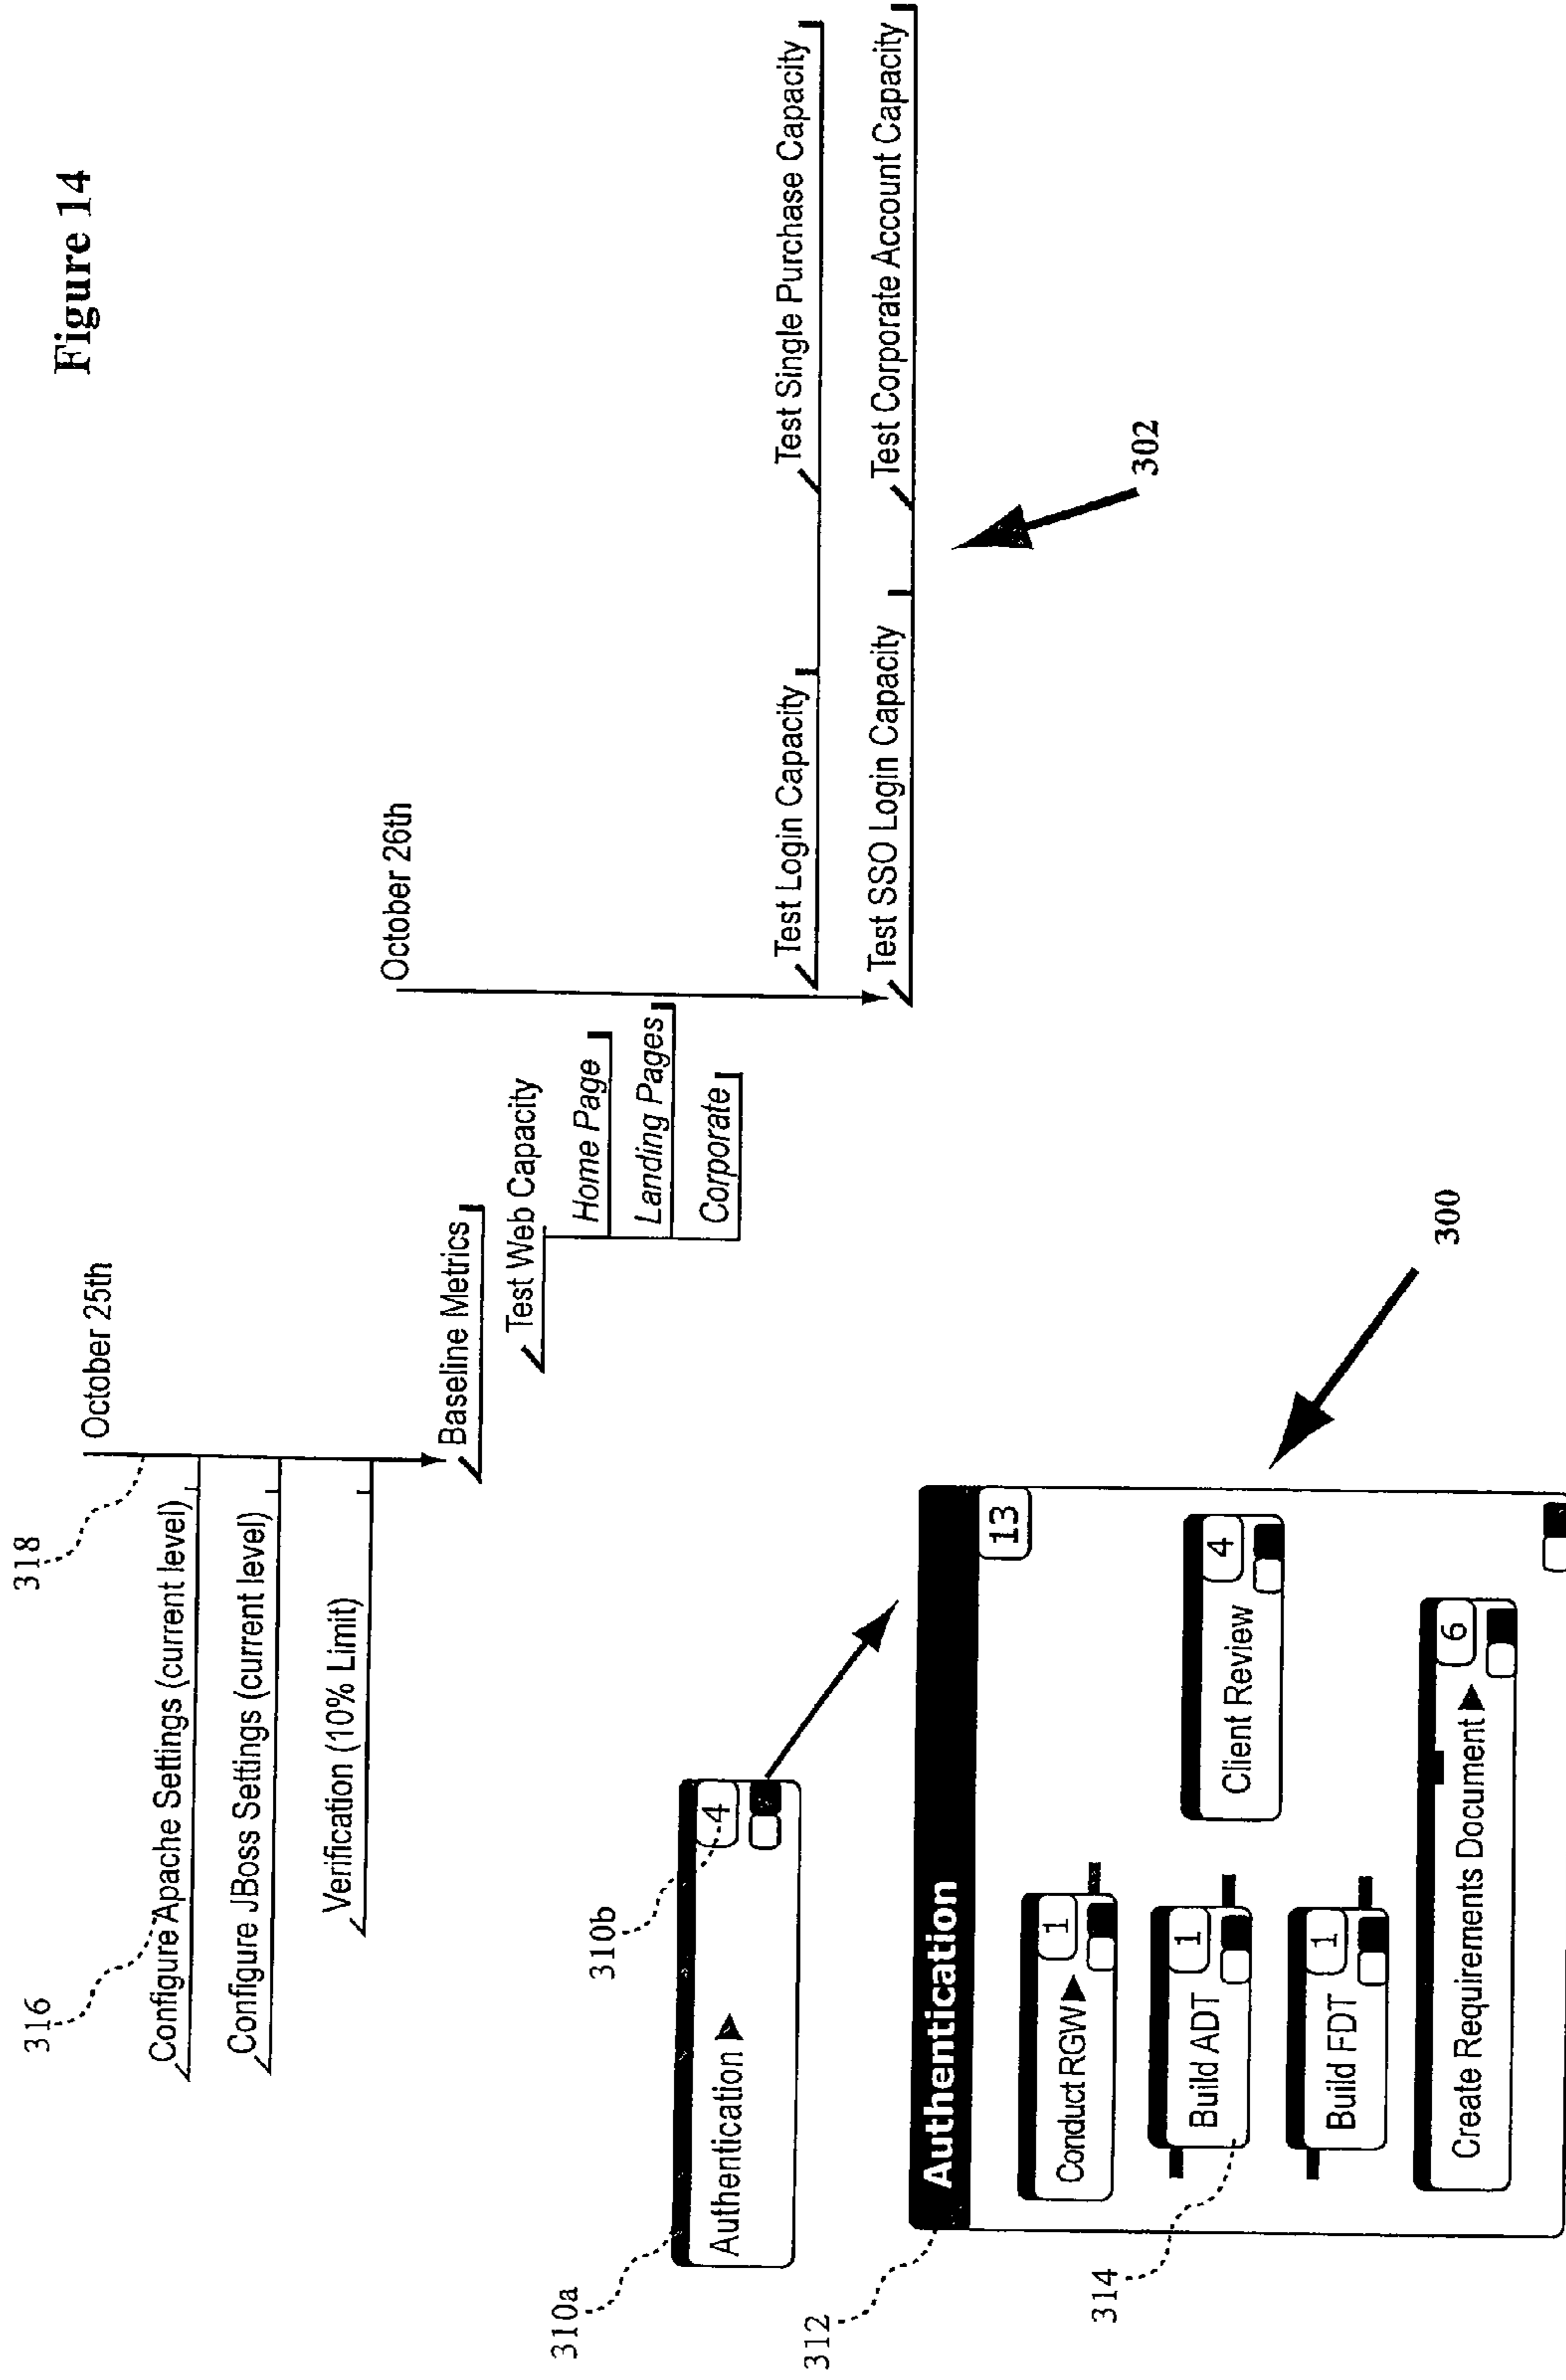 Figure 14
318
October 25th
316
Configure Apache Settings (current level)
Configure JBoss Settings (current level)
Verification (10% Limit)
Baseline Metrics
Test Web Capacity
Home Page
Landing Pages
Corporate
October 26th
Test Login Capacity
Test Single Purchase Capacity
Test SSO Login Capacity
Test Corporate Account Capacity
302
310a
310b
Authentication
4
300
312
Authentication
13
Conduct RGW
1
314
Build ADT
1
Client Review
4
Build FDT
1
Create Requirements Document
6